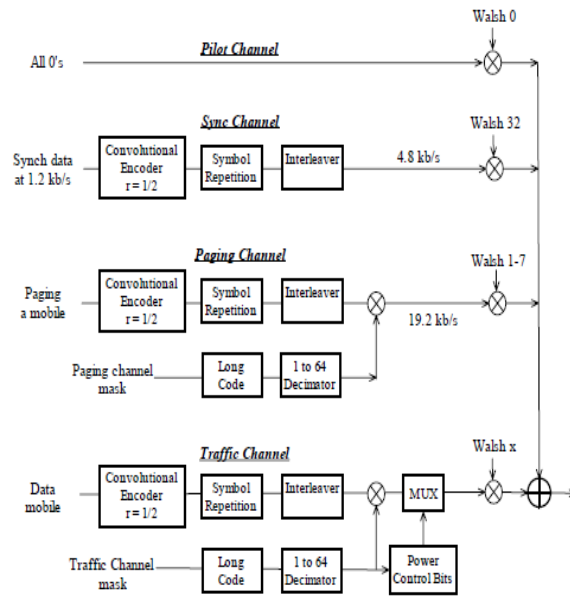 Walsh 0
Pilot Channel
All 0's
Sync Channel
Walsh 32
Synch data
at 1.2 kb/s
Convolutional
Encoder
r = 1/2
Symbol
Repetition
Interleaver
4.8 kb/s
Paging Channel
Walsh 1-7
Paging
a mobile
Convolutional
Encoder
r = 1/2
Symbol
Repetition
Interleaver
19.2 kb/s
Paging channel
mask
Long
Code
1 to 64
Decimator
Traffic Channel
Walsh x
Data
mobile
Convolutional
Encoder
r = 1/2
Symbol
Repetition
Interleaver
MUX
Traffic Channel
mask
Long
Code
1 to 64
Decimator
Power
Control Bits